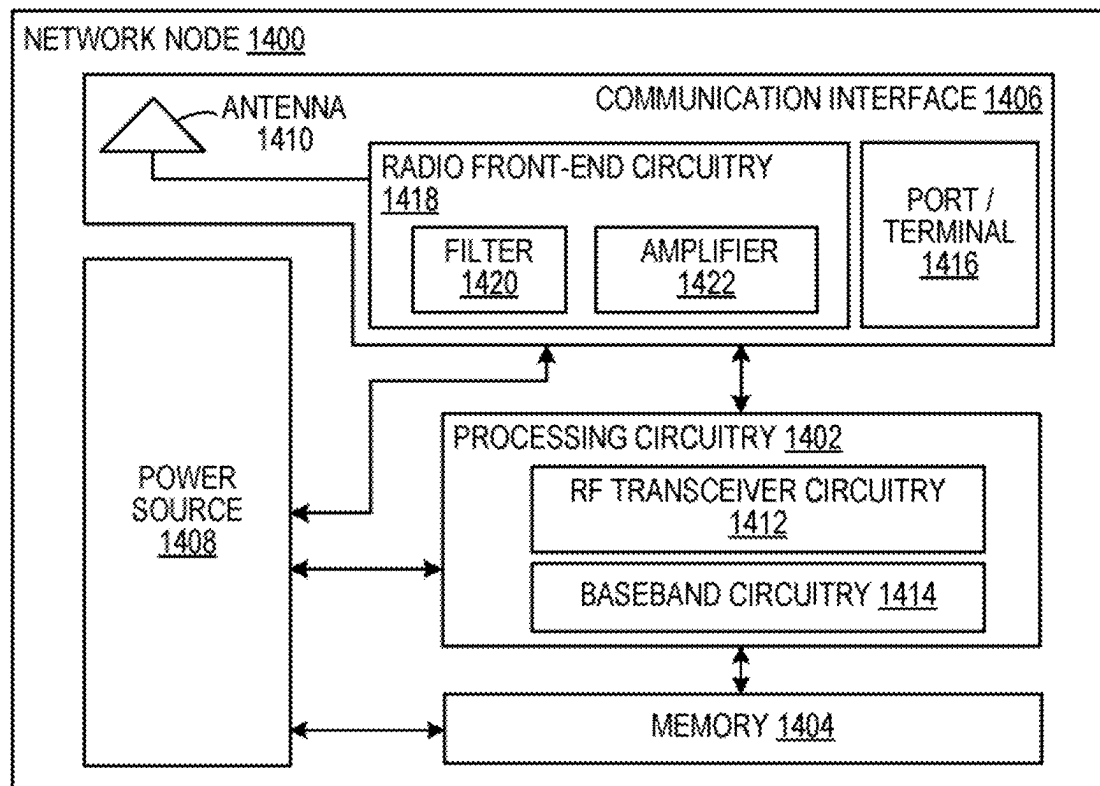 NETWORK NODE 1400
COMMUNICATION INTERFACE 1406
ANTENNA
1410
RADIO FRONT-END CIRCUITRY
1418
FILTER
1420
AMPLIFIER
1422
PORT /
TERMINAL
1416
POWER
SOURCE
1408
PROCESSING CIRCUITRY 1402
RF TRANSCEIVER CIRCUITRY
1412
BASEBAND CIRCUITRY 1414
MEMORY 1404